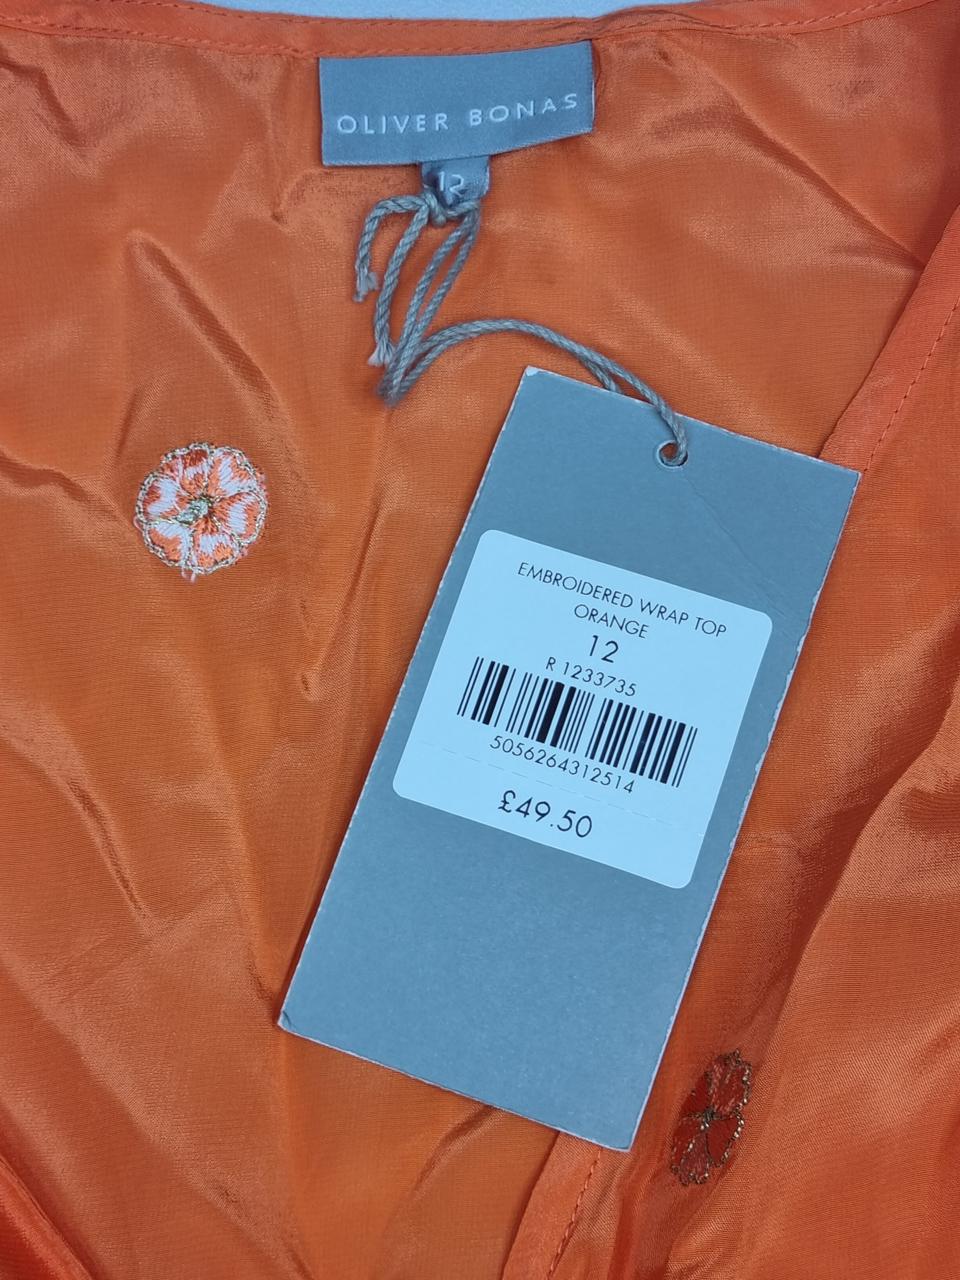 OLIVER BONAS
12
EMBROIDERED WRAP TOP
ORANGE
12
R 1233735
5056264312514
£49.50